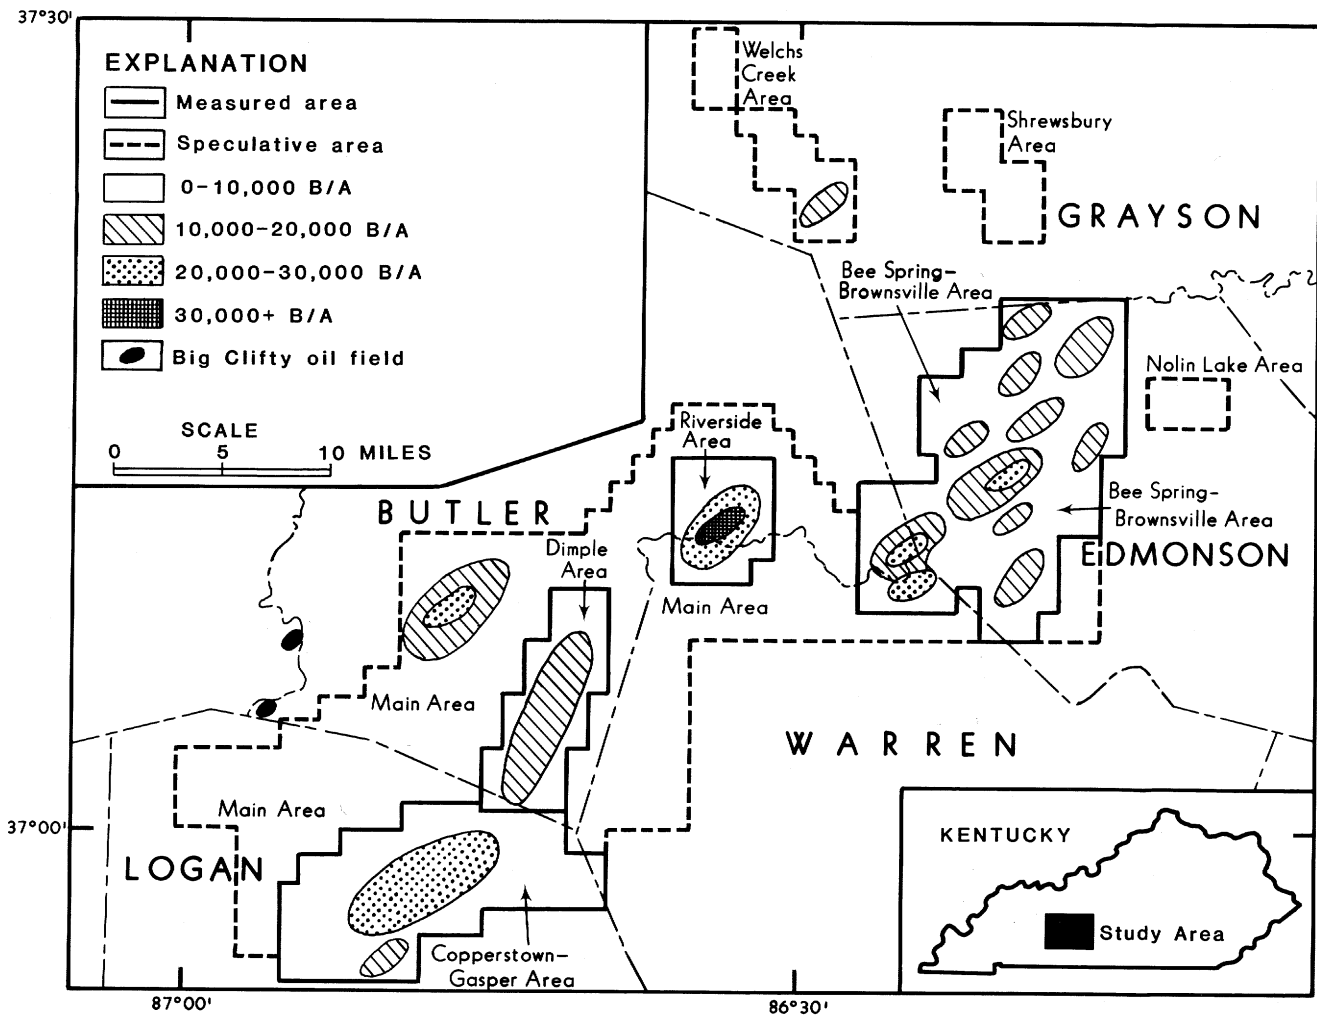 37°30'
EXPLANATION
Measured area
Speculative area
0-10,000 B/A
10,000-20,000 B/A
20,000-30,000 B/A
30,000+ B/A
Big Clifty oil field
SCALE
0 5 10 MILES
Welchs
Creek
Area
Shrewsbury
Area
GRAYSON
Bee Spring-
Brownsville Area
Nolin Lake Area
Riverside
Area
BUTLER
Dimple
Area
Bee Spring-
Brownsville Area
EDMONSON
Main Area
Main Area
WARREN
Main Area
37°00'
LOGAN
Copperstown-
Gasper Area
KENTUCKY
Study Area
87°00'
86°30'